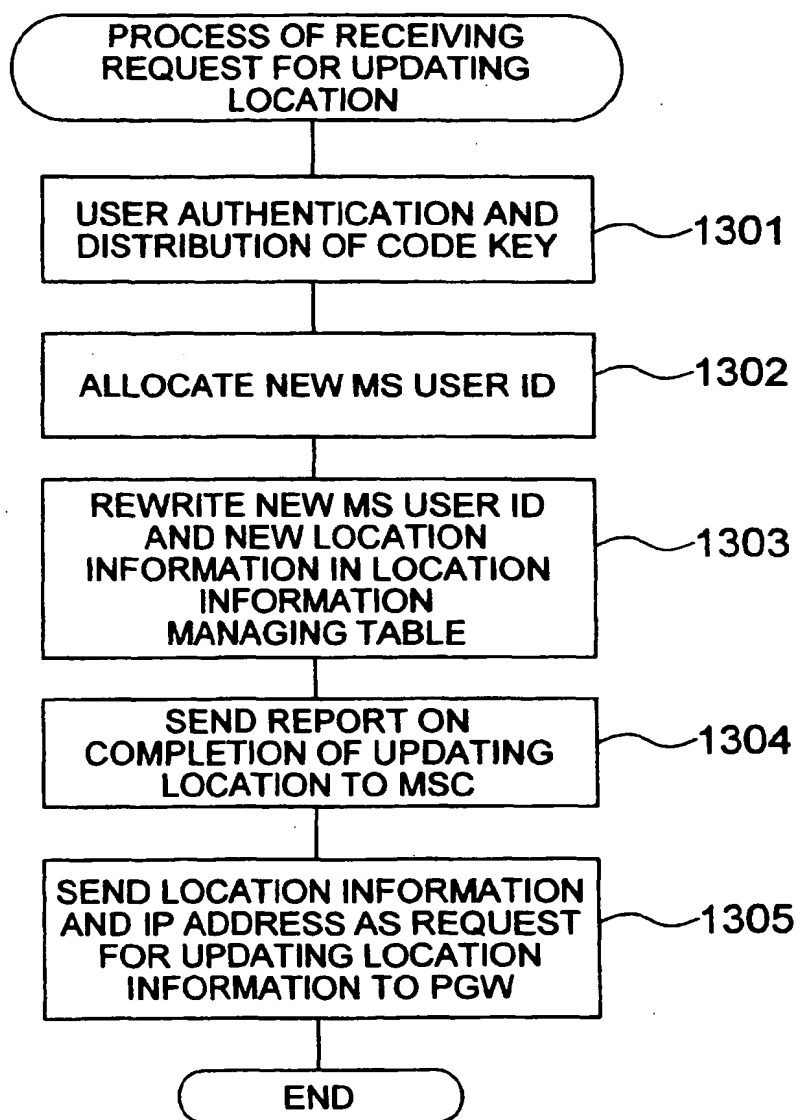 PROCESS OF RECEIVING
REQUEST FOR UPDATING
LOCATION
USER AUTHENTICATION AND
DISTRIBUTION OF CODE KEY
1301
ALLOCATE NEW MS USER ID
1302
REWRITE NEW MS USER ID
AND NEW LOCATION
INFORMATION IN LOCATION
INFORMATION
MANAGING TABLE
1303
SEND REPORT ON
COMPLETION OF UPDATING
LOCATION TO MSC
1304
SEND LOCATION INFORMATION
AND IP ADDRESS AS REQUEST
FOR UPDATING LOCATION
INFORMATION TO PGW
1305
END